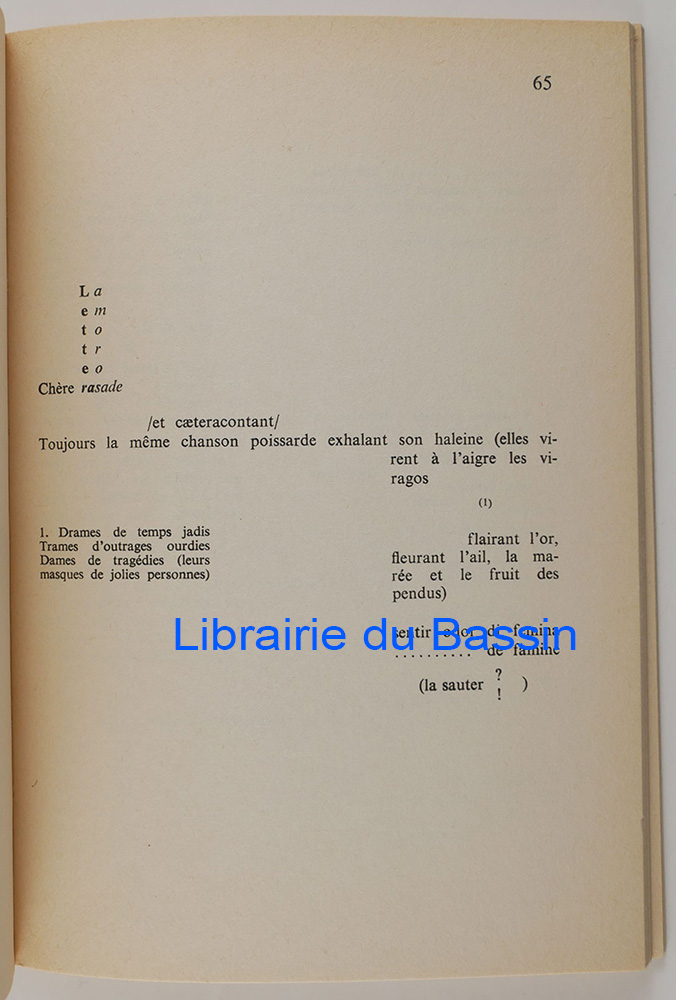 65
L a
e m
t o
t r
e o
Chère rasade
/et cæteracontant/
Toujours la même chanson poissarde exhalant son haleine (elles vi-
rent à l'aigre les vi-
ragos
(1)
1. Drames de temps jadis
Trames d'outrages ourdies
Dames de tragédies (leurs
masques de jolies personnes)
flairant l'or,
fleurant l'ail, la ma-
rée et le fruit des
pendus)
Librairie du Bassin
sentir odor di femina
.......... de famine
(la sauter ? )
!